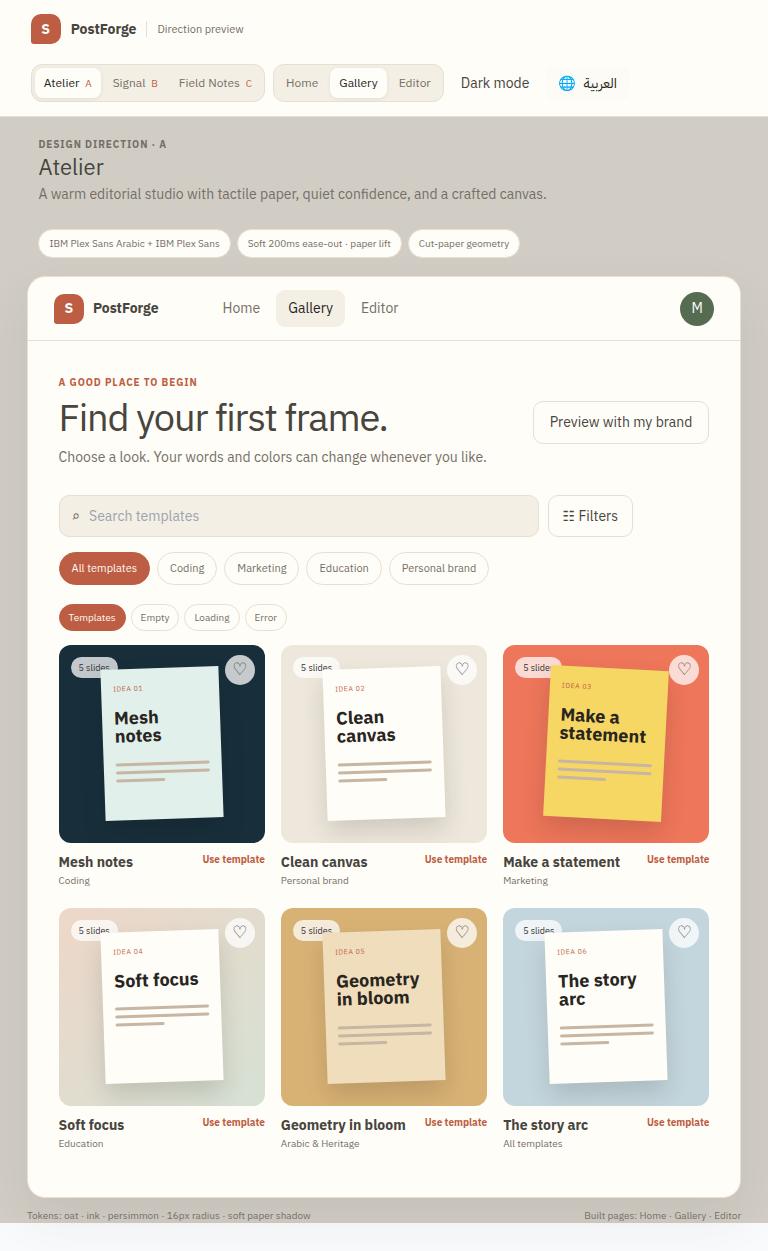 S PostForge Direction preview
Atelier A Signal B Field Notes C Home Gallery Editor Dark mode 🌐 العربية
DESIGN DIRECTION · A
Atelier
A warm editorial studio with tactile paper, quiet confidence, and a crafted canvas.
IBM Plex Sans Arabic + IBM Plex Sans Soft 200ms ease-out · paper lift Cut-paper geometry
S PostForge Home Gallery Editor M
A GOOD PLACE TO BEGIN
Find your first frame.
Preview with my brand
Choose a look. Your words and colors can change whenever you like.
Search templates Filters
All templates Coding Marketing Education Personal brand
Templates Empty Loading Error
5 slides 5 slides 5 slides
IDEA 01 IDEA 02 IDEA 03
Mesh notes Clean canvas Make a statement
Mesh notes Use template Clean canvas Use template Make a statement Use template
Coding Personal brand Marketing
5 slides 5 slides 5 slides
IDEA 04 IDEA 05 IDEA 06
Soft focus Geometry in bloom The story arc
Soft focus Use template Geometry in bloom Use template The story arc Use template
Education Arabic & Heritage All templates
Tokens: oat · ink · persimmon · 16px radius · soft paper shadow Built pages: Home · Gallery · Editor